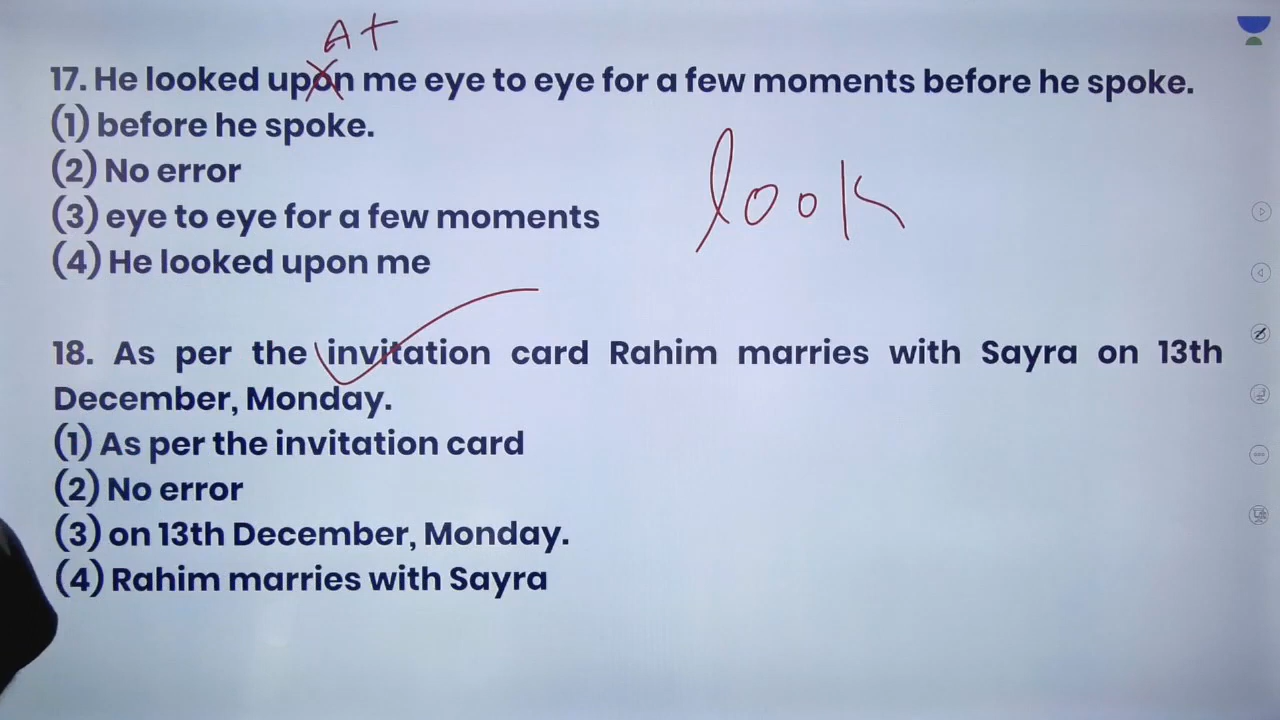 At
17. He looked upon me eye to eye for a few moments before he spoke.
(1) before he spoke.
(2) No error
(3) eye to eye for a few moments
(4) He looked upon me
look
18. As per the invitation card Rahim marries with Sayra on 13th
December, Monday.
(1) As per the invitation card
(2) No error
(3) on 13th December, Monday.
(4) Rahim marries with Sayra